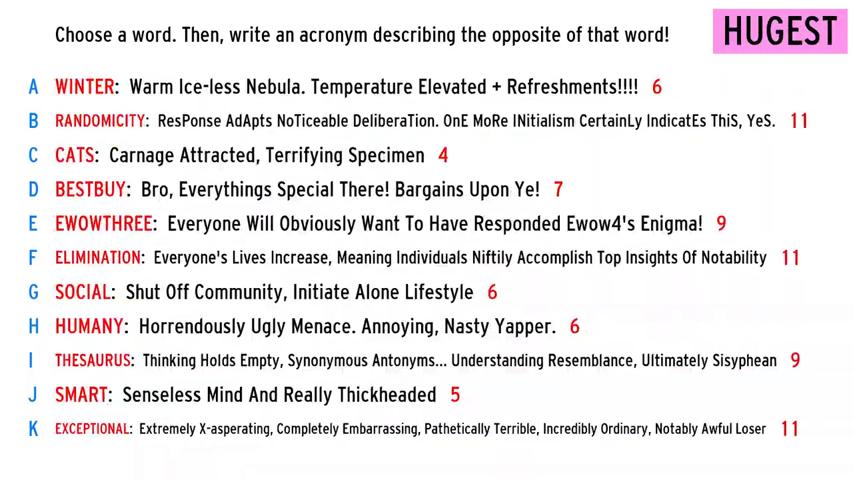 Choose a word. Then, write an acronym describing the opposite of that word!
HUGEST
A WINTER: Warm Ice-less Nebula. Temperature Elevated + Refreshments!!!! 6
B RANDOMICITY: ResPonse AdApts NoTiceable DeliberaTion. OnE MoRe INitialism CertainLy IndicatEs ThiS, YeS. 11
C CATS: Carnage Attracted, Terrifying Specimen 4
D BESTBUY: Bro, Everythings Special There! Bargains Upon Ye! 7
E EWOWTHREE: Everyone Will Obviously Want To Have Responded Ewow4's Enigma! 9
F ELIMINATION: Everyone's Lives Increase, Meaning Individuals Niftily Accomplish Top Insights Of Notability 11
G SOCIAL: Shut Off Community, Initiate Alone Lifestyle 6
H HUMANY: Horrendously Ugly Menace. Annoying, Nasty Yapper. 6
I THESAURUS: Thinking Holds Empty, Synonymous Antonyms... Understanding Resemblance, Ultimately Sisyphean 9
J SMART: Senseless Mind And Really Thickheaded 5
K EXCEPTIONAL: Extremely X-asperating, Completely Embarrassing, Pathetically Terrible, Incredibly Ordinary, Notably Awful Loser 11